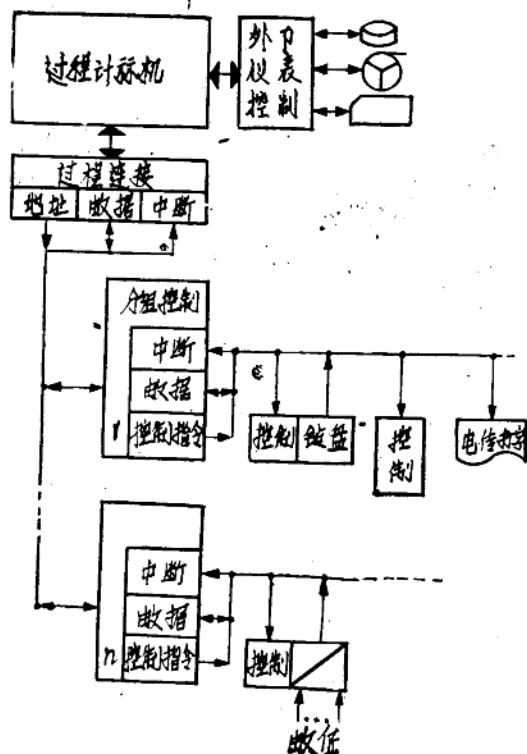 过程计标机
外卩
仪表
控制
过程连接
地址 数据 中断
分组控制
中断
数据
1 控制指令
控制 键盘
控制
电传打字
中断
数据
n 控制指令
控制
数值